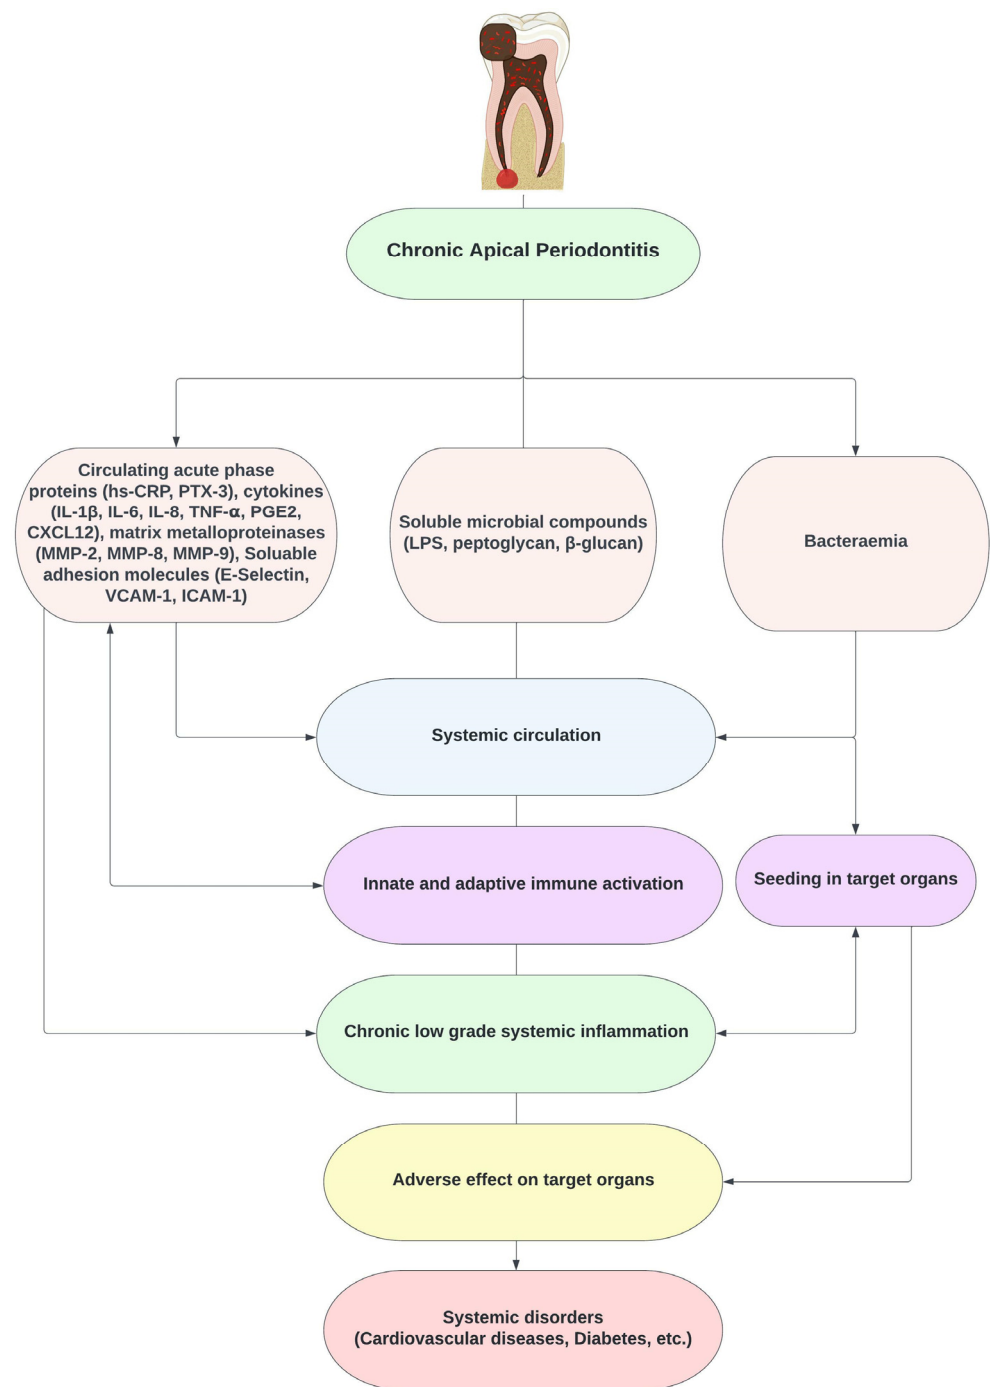 Chronic Apical Periodontitis
Circulating acute phase
proteins (hs-CRP, PTX-3), cytokines
(IL-1β, IL-6, IL-8, TNF-α, PGE2,
CXCL12), matrix metalloproteinases
(MMP-2, MMP-8, MMP-9), Soluable
adhesion molecules (E-Selectin,
VCAM-1, ICAM-1)
Soluble microbial compounds
(LPS, peptoglycan, β-glucan)
Bacteraemia
Systemic circulation
Innate and adaptive immune activation
Seeding in target organs
Chronic low grade systemic inflammation
Adverse effect on target organs
Systemic disorders
(Cardiovascular diseases, Diabetes, etc.)